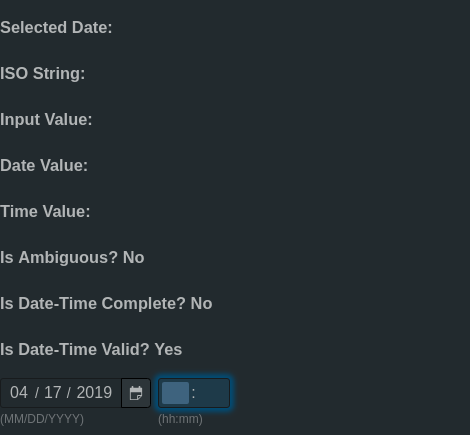 Selected Date:
ISO String:
Input Value:
Date Value:
Time Value:
Is Ambiguous? No
Is Date-Time Complete? No
Is Date-Time Valid? Yes
04 / 17 / 2019 :
(MM/DD/YYYY) (hh:mm)